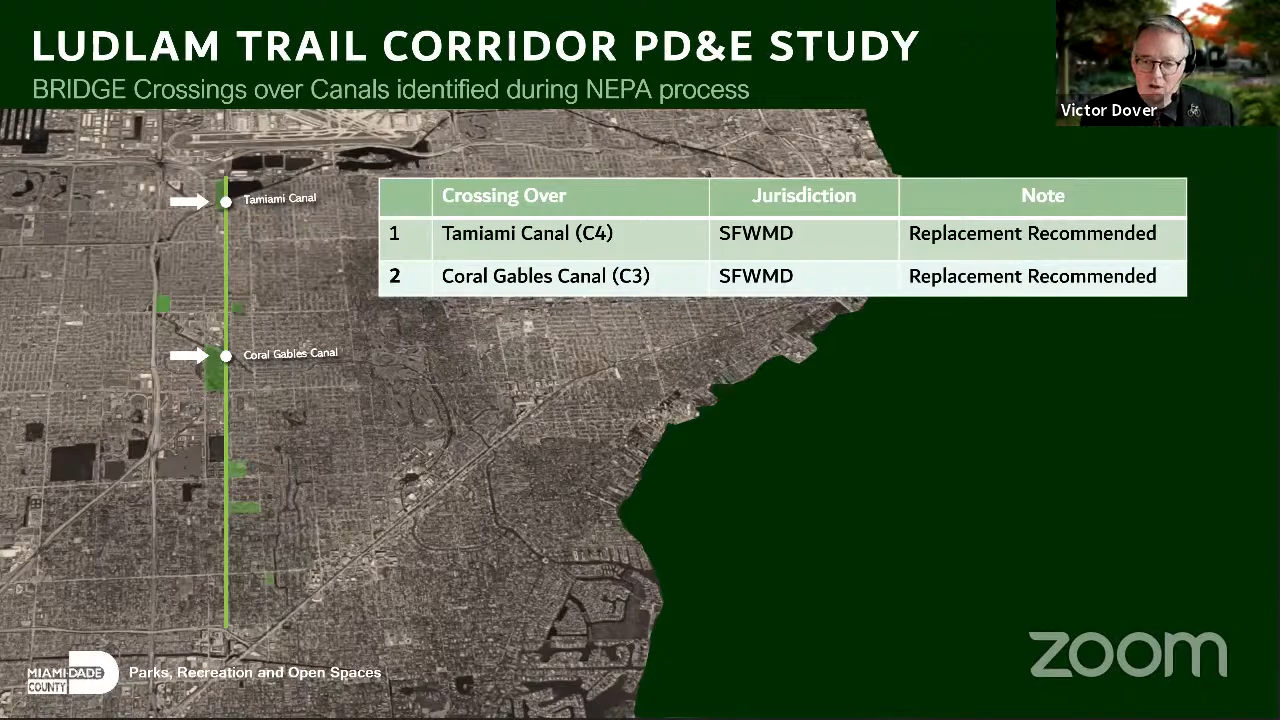 LUDLAM TRAIL CORRIDOR PD&E STUDY
BRIDGE Crossings over Canals identified during NEPA process
Victor Dover
Crossing Over Jurisdiction Note
1 Tamiami Canal (C4) SFWMD Replacement Recommended
2 Coral Gables Canal (C3) SFWMD Replacement Recommended
Tamiami Canal
Coral Gables Canal
MIAMI-DADE
COUNTY
Parks, Recreation and Open Spaces
zoom